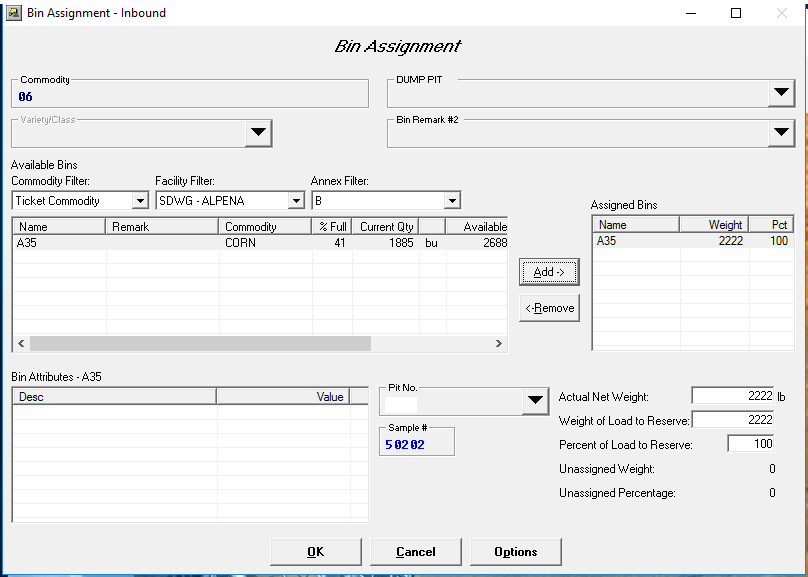 Bin Assignment - Inbound
Bin Assignment
Commodity
06
DUMP PIT
Variety/Class
Bin Remark #2
Available Bins
Commodity Filter: Facility Filter: Annex Filter:
Ticket Commodity SDWG - ALPENA B
Name Remark Commodity % Full Current Qty Available
A35 CORN 41 1885 bu 2688
Assigned Bins
Name Weight Pct
A35 2222 100
Add ->
<-Remove
Bin Attributes - A35
Desc Value
Pit No.
Sample #
50202
Actual Net Weight: 2222 lb
Weight of Load to Reserve: 2222
Percent of Load to Reserve: 100
Unassigned Weight: 0
Unassigned Percentage: 0
OK Cancel Options